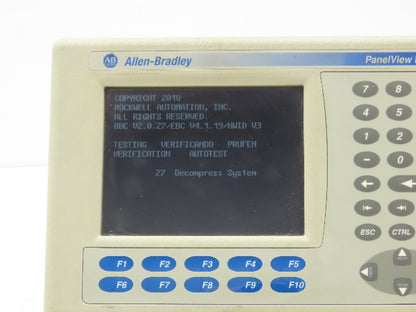 AB
Allen-Bradley
PanelView
COPYRIGHT 2010
ROCKWELL AUTOMATION, INC.
ALL RIGHTS RESERVED.
BBC V2.0.27/EBC V4.1.19/HWID V3
TESTING VERIFICANDO PRUFEN
VERIFICATION AUTOTEST
27 Decompress System
7 8
4 5
1 2
- 0
ESC CTRL
F1 F2 F3 F4 F5
F6 F7 F8 F9 F10